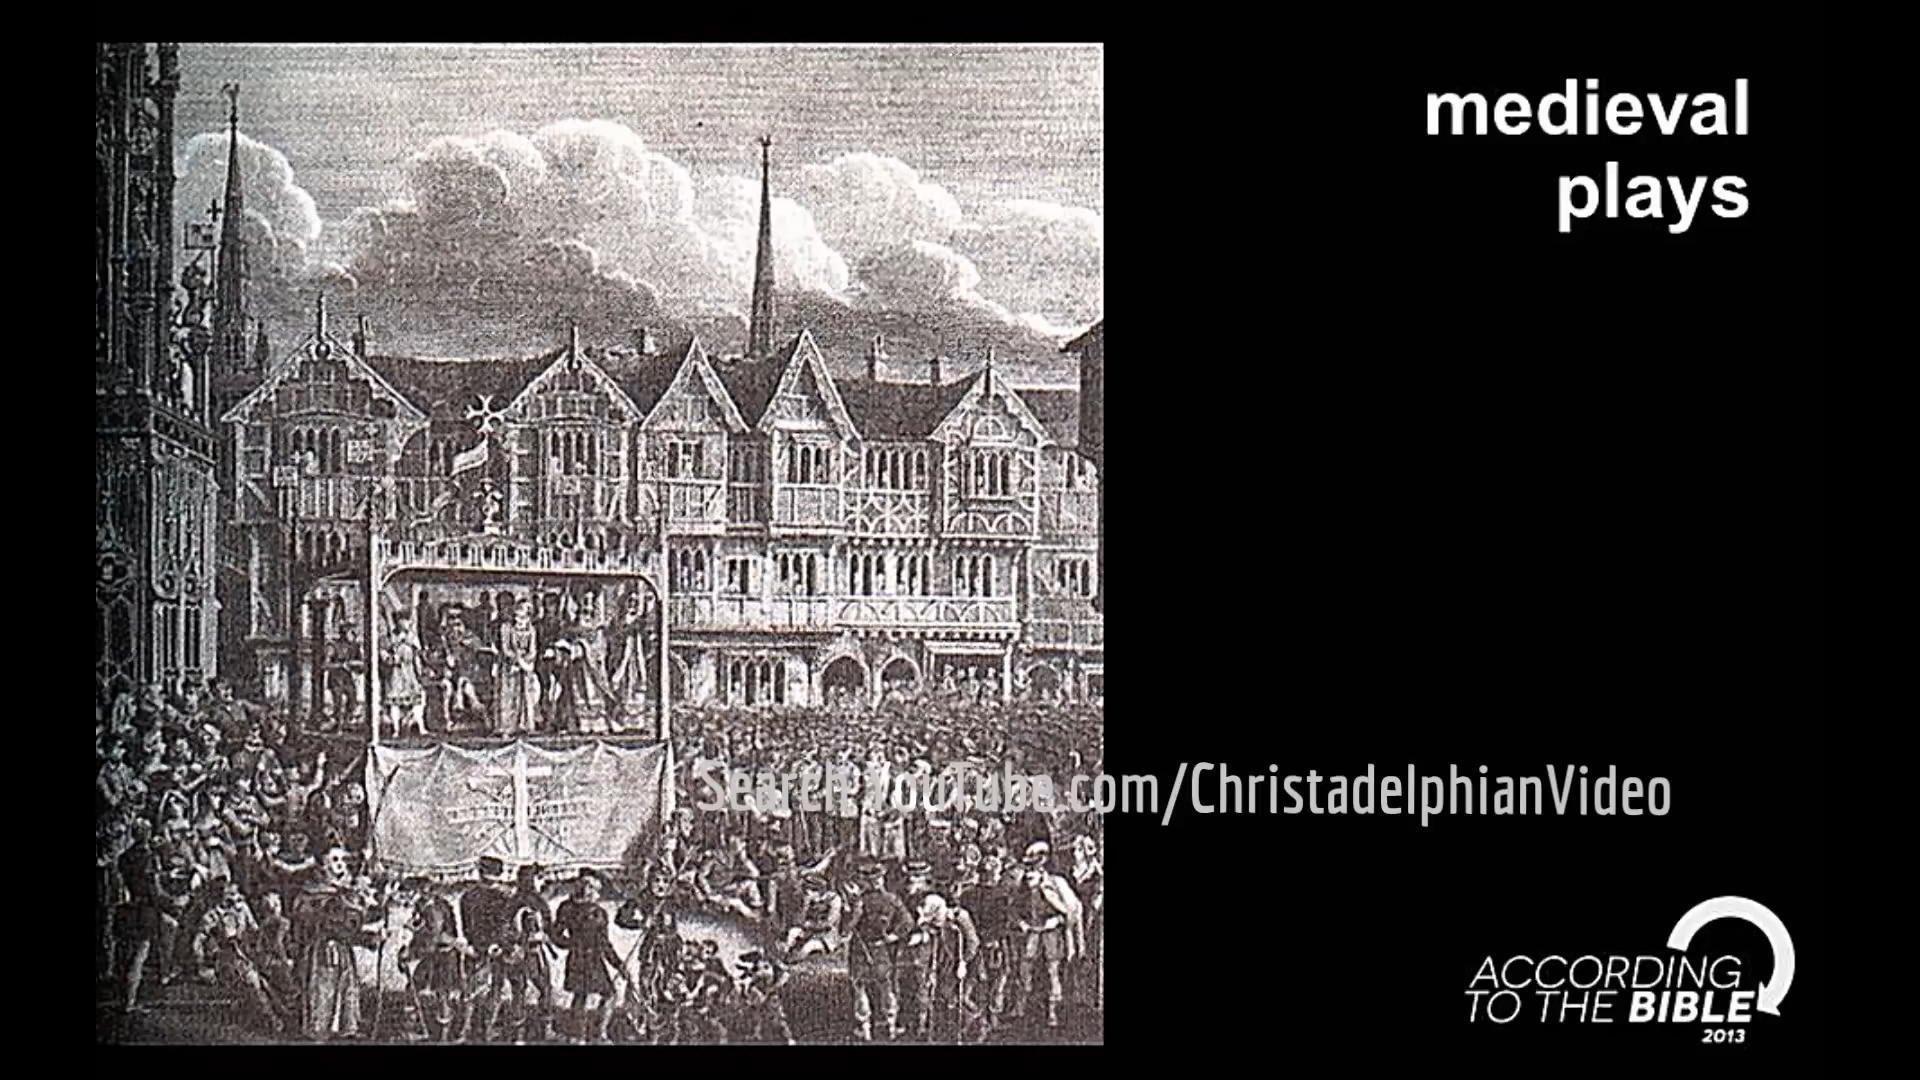 medieval
plays
Search YouTube.com/ChristadelphianVideo
ACCORDING
TO THE BIBLE
2013